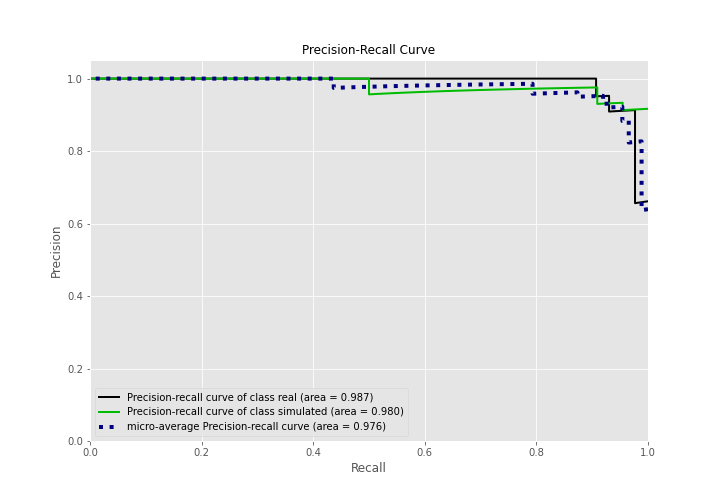 Precision-Recall Curve
1.0
0.8
0.6
0.4
0.2
0.0
Precision
Precision-recall curve of class real (area = 0.987)
Precision-recall curve of class simulated (area = 0.980)
micro-average Precision-recall curve (area = 0.976)
0.0 0.2 0.4 0.6 0.8 1.0
Recall